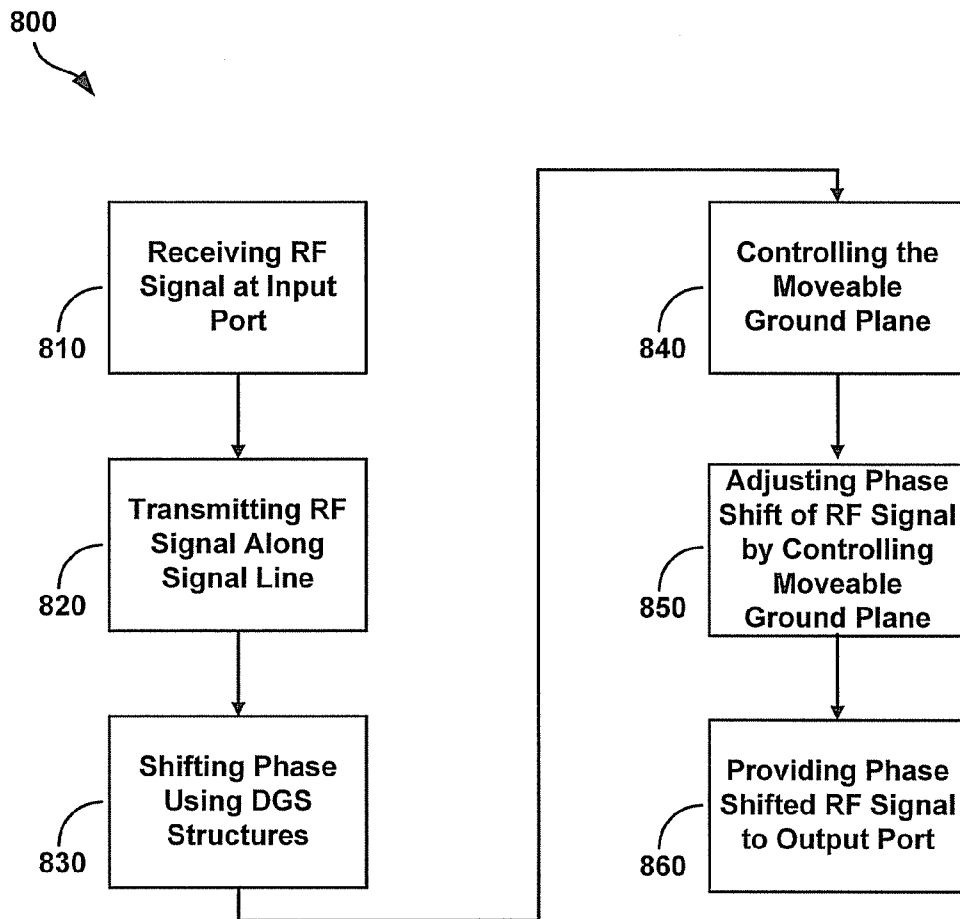 800
Receiving RF
Signal at Input
Port
810
Transmitting RF
Signal Along
Signal Line
820
Shifting Phase
Using DGS
Structures
830
Controlling the
Moveable
Ground Plane
840
Adjusting Phase
Shift of RF Signal
by Controlling
Moveable
Ground Plane
850
Providing Phase
Shifted RF Signal
to Output Port
860